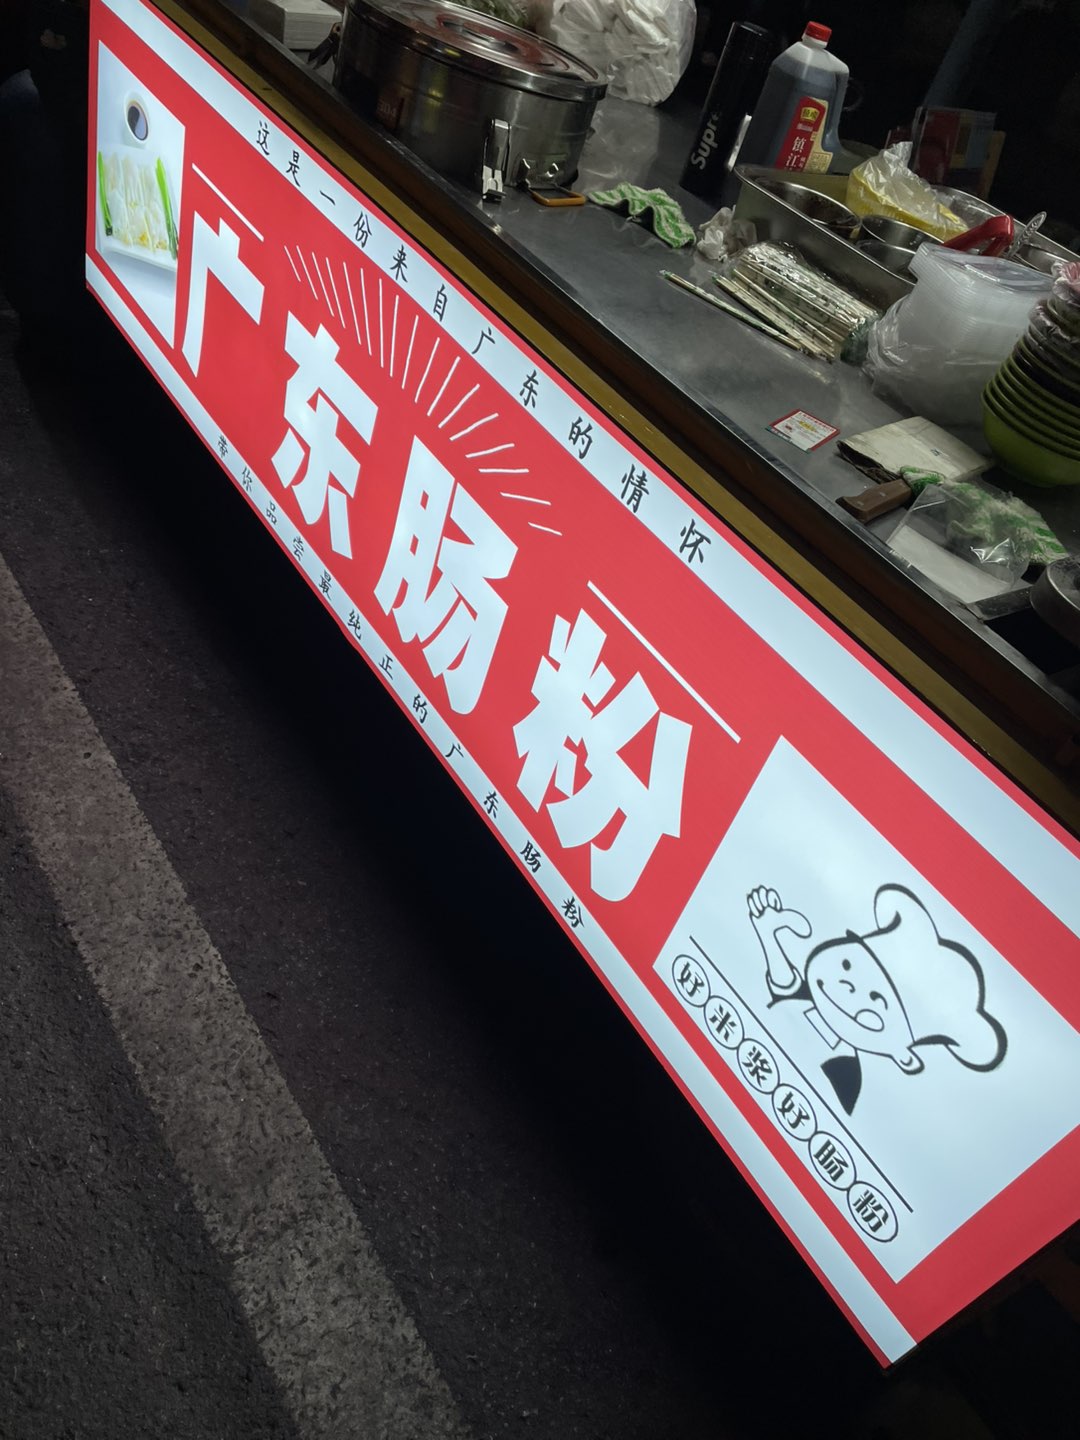 这是一份来自广东的情怀
广东肠粉
带你品尝最纯正的广东肠粉
好米浆好肠粉
Supr
镇江